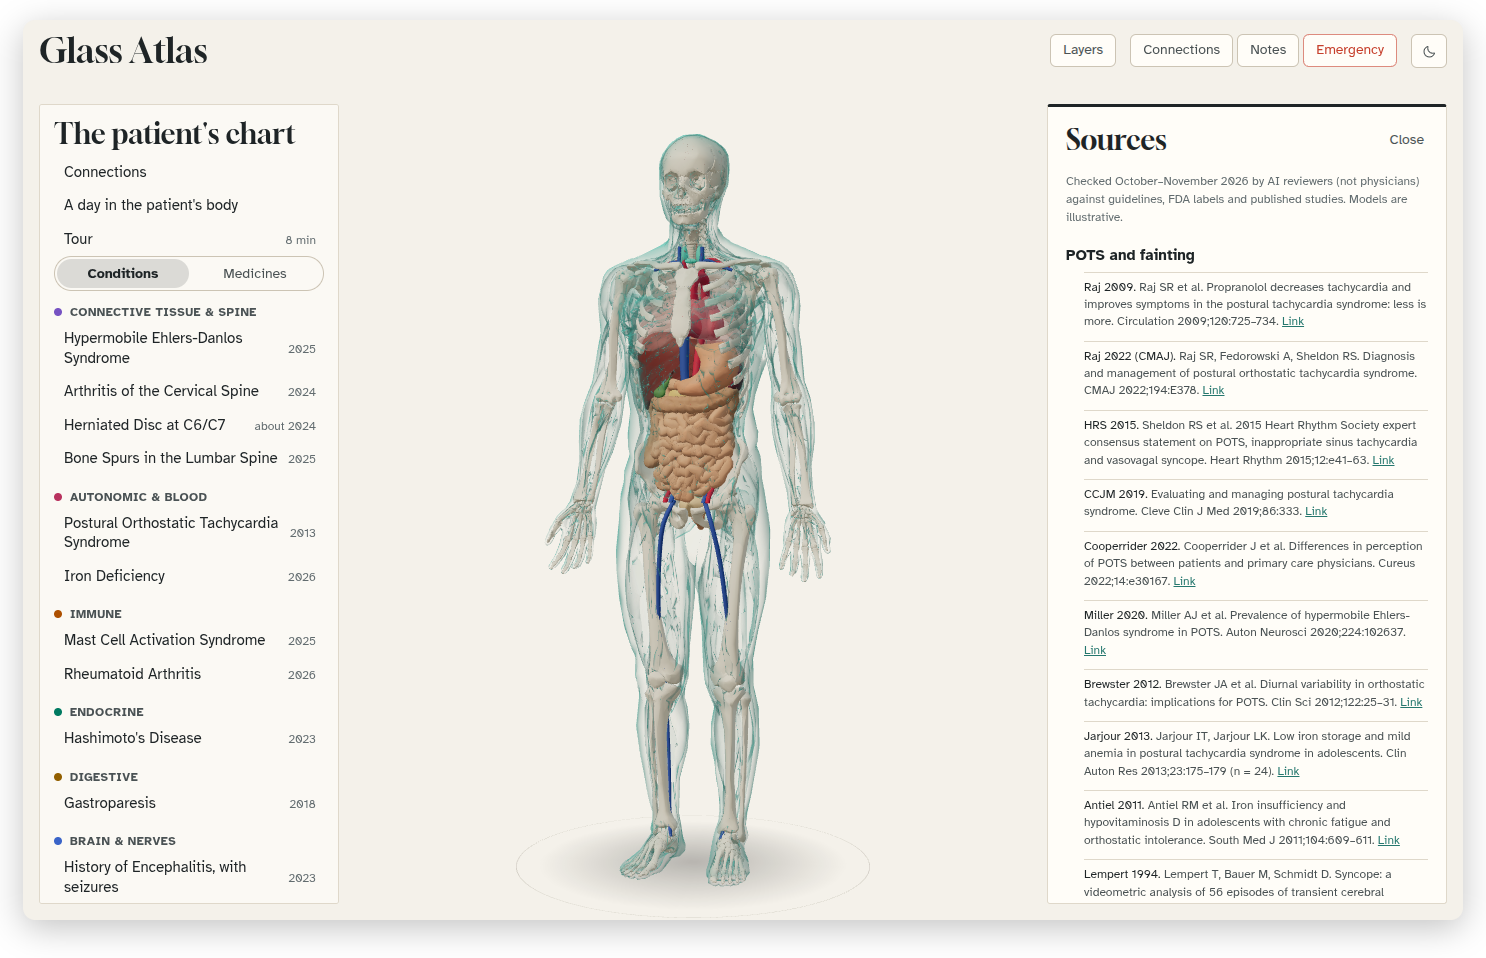 Glass Atlas
Layers
Connections
Notes
Emergency
The patient's chart
Connections
A day in the patient's body
Tour
8 min
Conditions
Medicines
CONNECTIVE TISSUE & SPINE
Hypermobile Ehlers-Danlos
Syndrome
2025
Arthritis of the Cervical Spine
2024
Herniated Disc at C6/C7
about 2024
Bone Spurs in the Lumbar Spine
2025
AUTONOMIC & BLOOD
Postural Orthostatic Tachycardia
Syndrome
2013
Iron Deficiency
2026
IMMUNE
Mast Cell Activation Syndrome
2025
Rheumatoid Arthritis
2026
ENDOCRINE
Hashimoto's Disease
2023
DIGESTIVE
Gastroparesis
2018
BRAIN & NERVES
History of Encephalitis, with
seizures
2023
Sources
Close
Checked October–November 2026 by AI reviewers (not physicians)
against guidelines, FDA labels and published studies. Models are
illustrative.
POTS and fainting
Raj 2009. Raj SR et al. Propranolol decreases tachycardia and
improves symptoms in the postural tachycardia syndrome: less is
more. Circulation 2009;120:725–734. Link
Raj 2022 (CMAJ). Raj SR, Fedorowski A, Sheldon RS. Diagnosis
and management of postural orthostatic tachycardia syndrome.
CMAJ 2022;194:E378. Link
HRS 2015. Sheldon RS et al. 2015 Heart Rhythm Society expert
consensus statement on POTS, inappropriate sinus tachycardia
and vasovagal syncope. Heart Rhythm 2015;12:e41–63. Link
CCJM 2019. Evaluating and managing postural tachycardia
syndrome. Cleve Clin J Med 2019;86:333. Link
Cooperrider 2022. Cooperrider J et al. Differences in perception
of POTS between patients and primary care physicians. Cureus
2022;14:e30167. Link
Miller 2020. Miller AJ et al. Prevalence of hypermobile Ehlers-
Danlos syndrome in POTS. Auton Neurosci 2020;224:102637.
Link
Brewster 2012. Brewster JA et al. Diurnal variability in orthostatic
tachycardia: implications for POTS. Clin Sci 2012;122:25–31. Link
Jarjour 2013. Jarjour IT, Jarjour LK. Low iron storage and mild
anemia in postural tachycardia syndrome in adolescents. Clin
Auton Res 2013;23:175–179 (n = 24). Link
Antiel 2011. Antiel RM et al. Iron insufficiency and
hypovitaminosis D in adolescents with chronic fatigue and
orthostatic intolerance. South Med J 2011;104:609–611. Link
Lempert 1994. Lempert T, Bauer M, Schmidt D. Syncope: a
videometric analysis of 56 episodes of transient cerebral